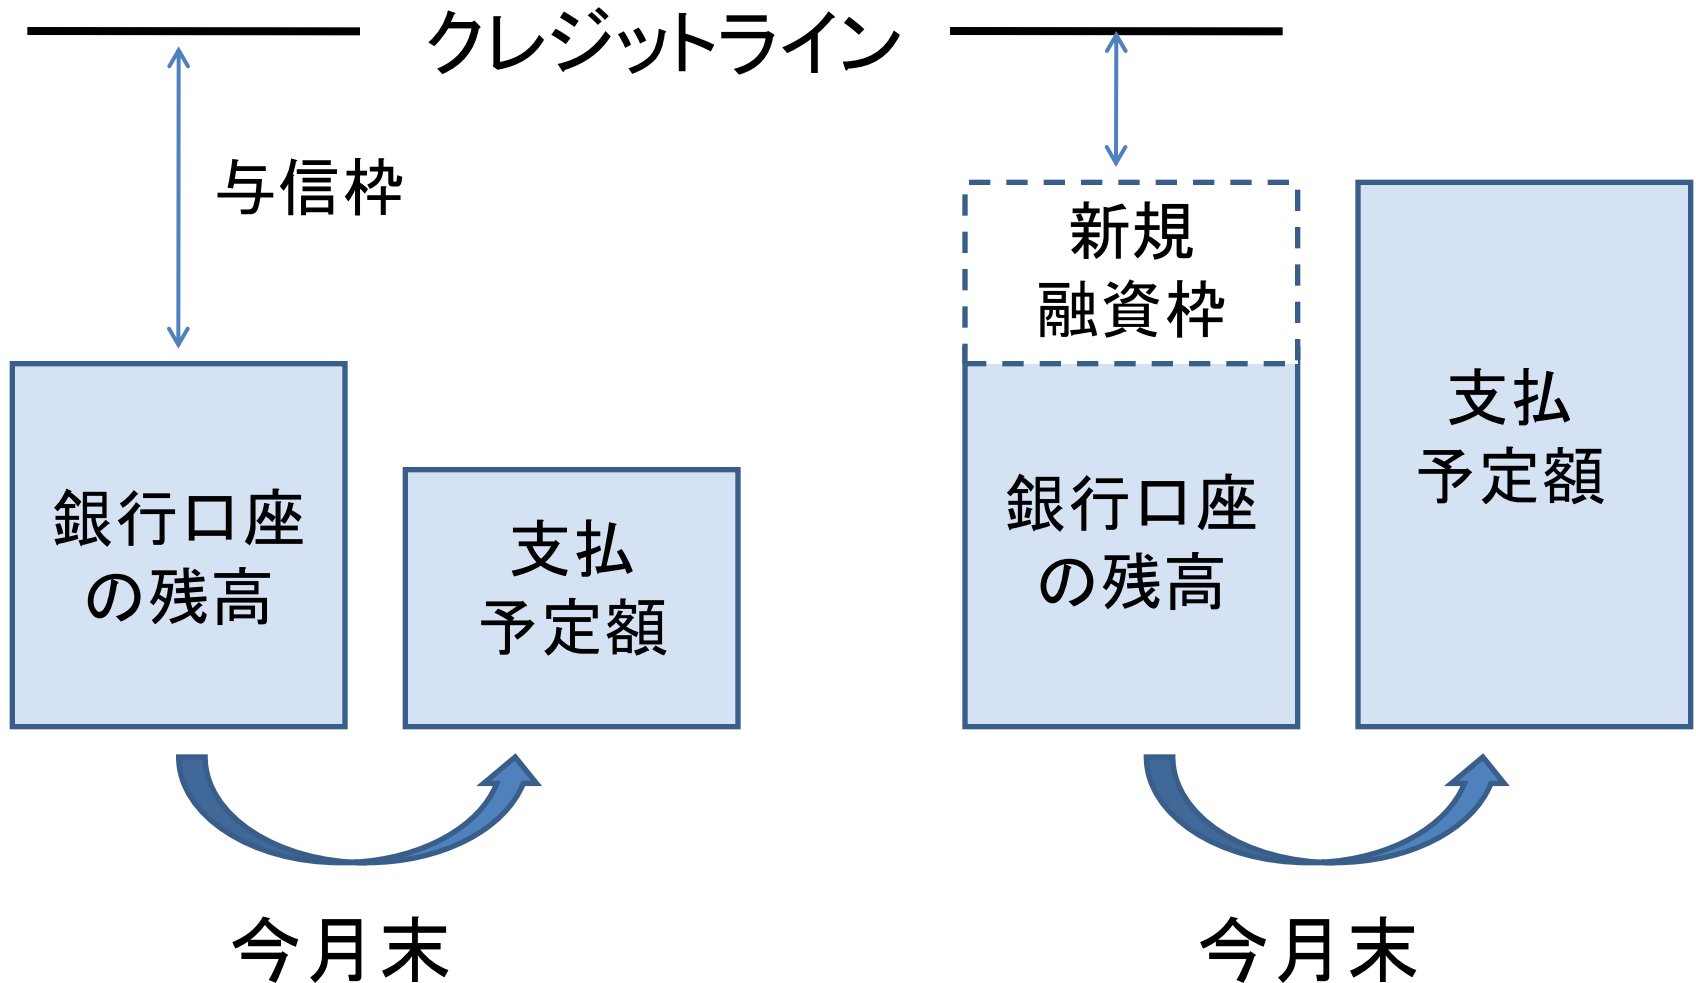 クレジットライン
与信枠
銀行口座
の残高
支払
予定額
今月末
新規
融資枠
銀行口座
の残高
支払
予定額
今月末